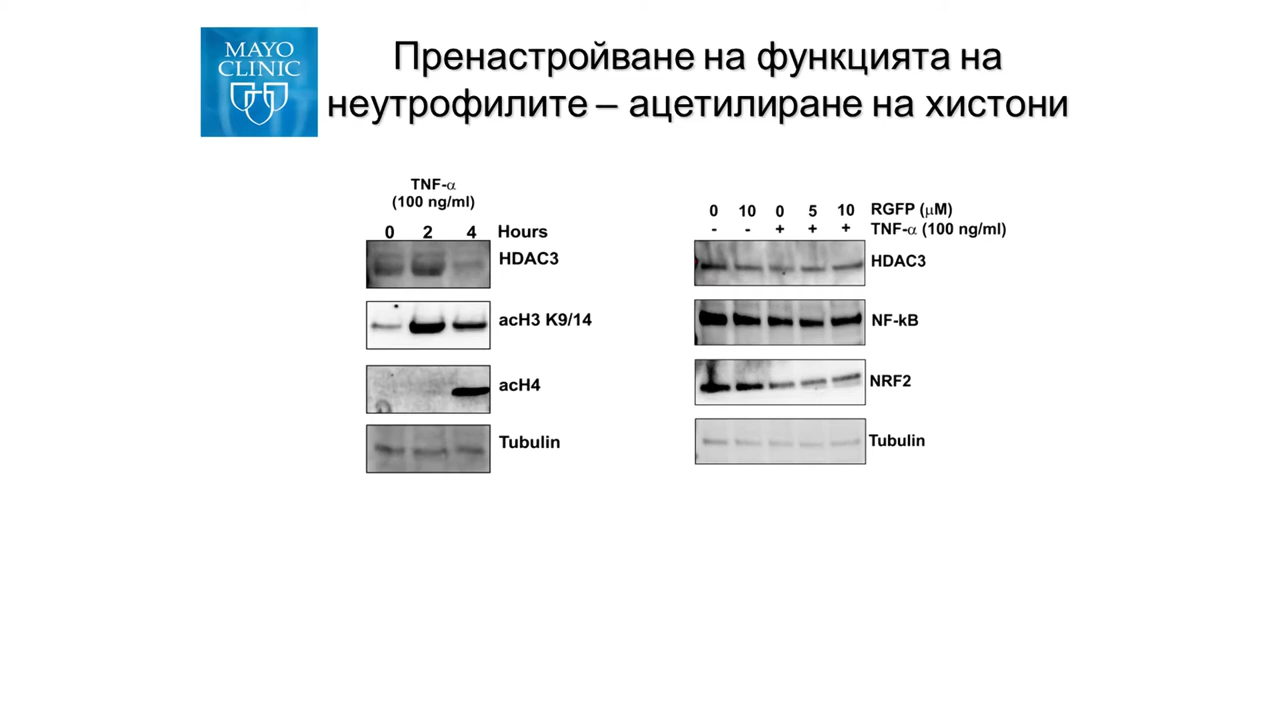 MAYO
CLINIC
Пренастройване на функцията на
неутрофилите – ацетилиране на хистони
TNF-α
(100 ng/ml)
0 2 4 Hours
HDAC3
acH3 K9/14
acH4
Tubulin
0 10 0 5 10 RGFP (μM)
- - + + + TNF-α (100 ng/ml)
HDAC3
NF-kB
NRF2
Tubulin